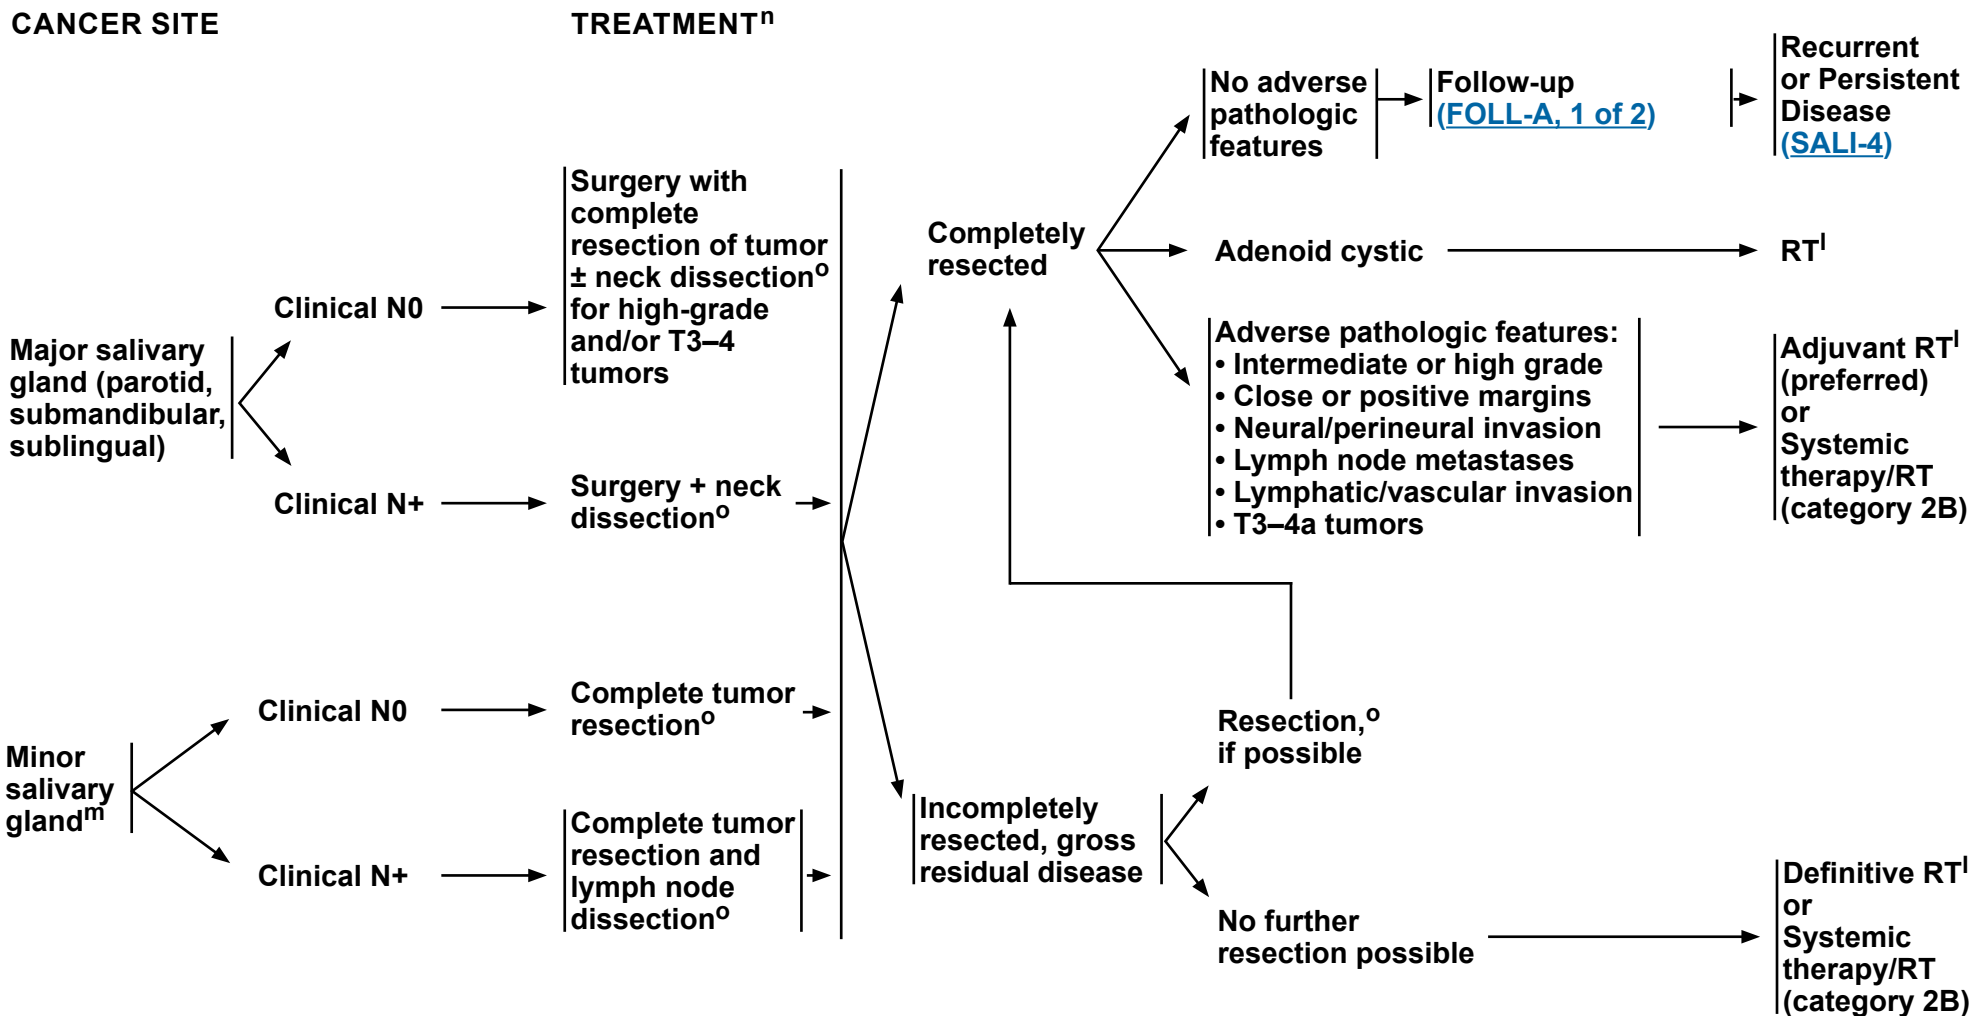 CANCER SITE
TREATMENTⁿ
Major salivary
gland (parotid,
submandibular,
sublingual)
Clinical N0
Surgery with
complete
resection of tumor
± neck dissectionᵒ
for high-grade
and/or T3–4
tumors
Clinical N+
Surgery + neck
dissectionᵒ
Minor
salivary
glandᵐ
Clinical N0
Complete tumor
resectionᵒ
Clinical N+
Complete tumor
resection and
lymph node
dissectionᵒ
Completely
resected
No adverse
pathologic
features
Follow-up
(FOLL-A, 1 of 2)
Recurrent
or Persistent
Disease
(SALI-4)
Adenoid cystic
RTˡ
Adverse pathologic features:
• Intermediate or high grade
• Close or positive margins
• Neural/perineural invasion
• Lymph node metastases
• Lymphatic/vascular invasion
• T3–4a tumors
Adjuvant RTˡ
(preferred)
or
Systemic
therapy/RT
(category 2B)
Incompletely
resected, gross
residual disease
Resection,ᵒ
if possible
No further
resection possible
Definitive RTˡ
or
Systemic
therapy/RT
(category 2B)